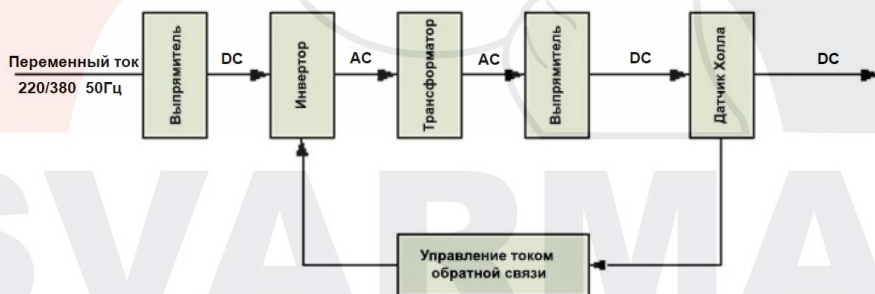 Переменный ток
220/380 50Гц
Выпрямитель
DC
Инвертор
AC
Трансформатор
AC
Выпрямитель
DC
Датчик Холла
DC
Управление током
обратной связи
SVARMA